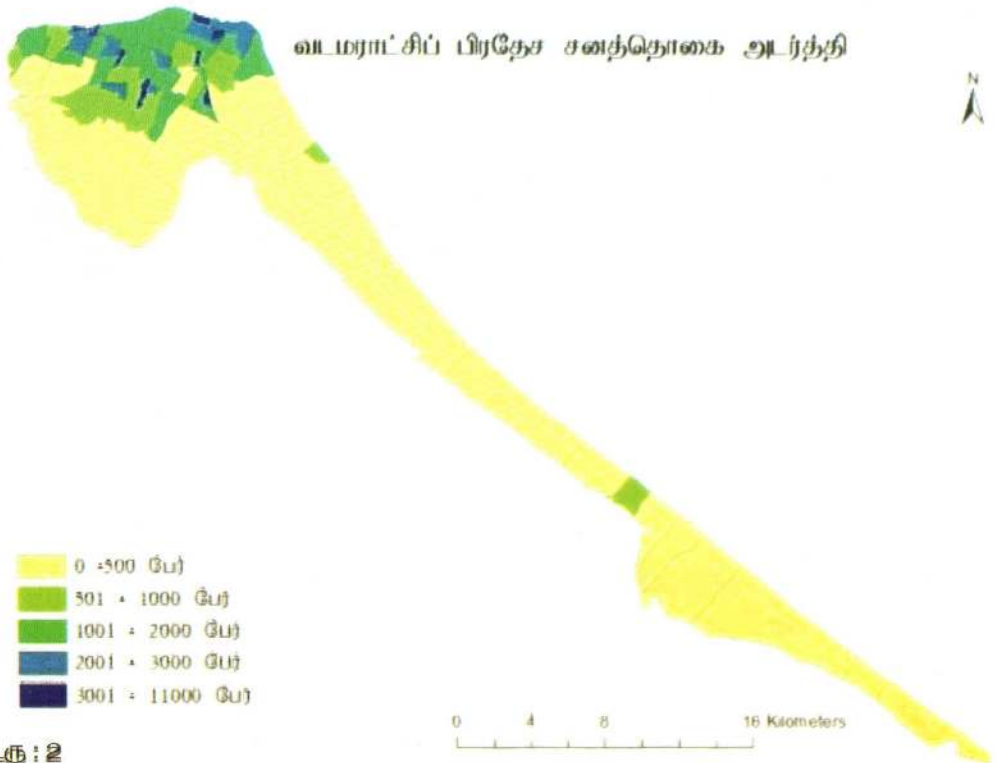 வடமராட்சிப் பிரதேச சனத்தொகை அடர்த்தி
N
0 -500 பேர்
501 - 1000 பேர்
1001 - 2000 பேர்
2001 - 3000 பேர்
3001 - 11000 பேர்
0 4 8 16 Kilometers
: 2